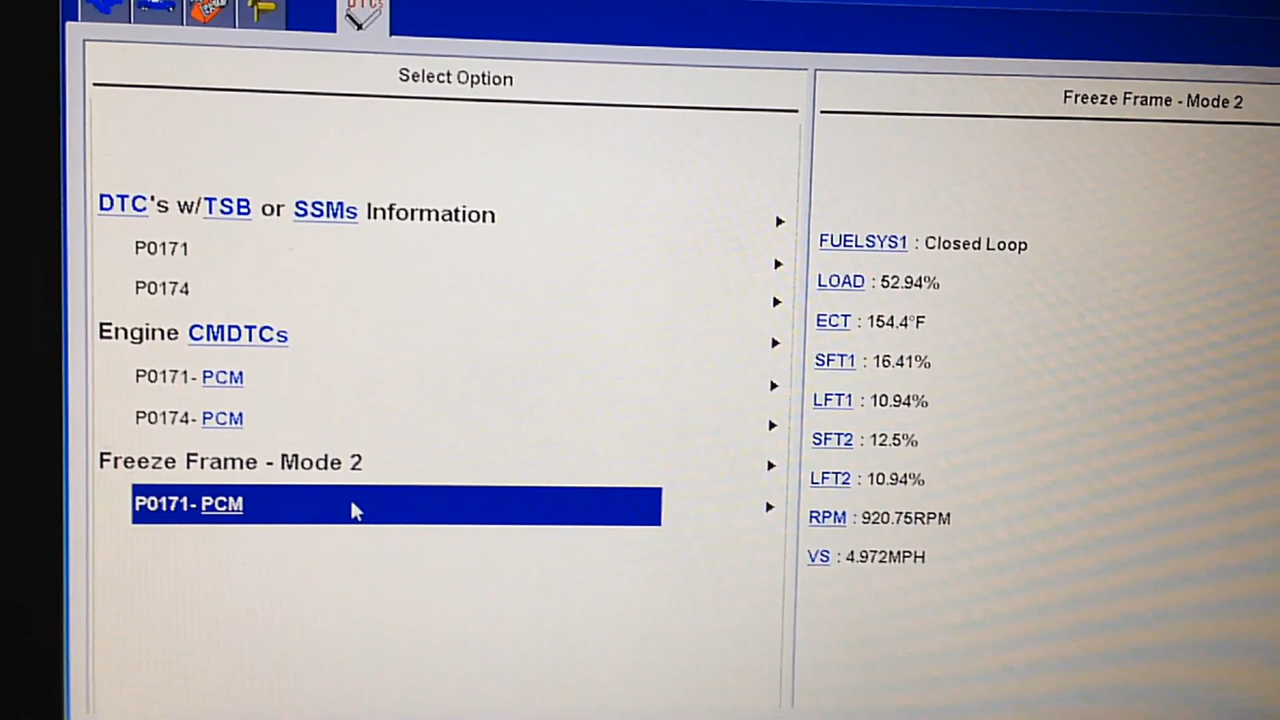 DTCs
Select Option
DTC's w/TSB or SSMs Information
P0171
P0174
Engine CMDTCs
P0171- PCM
P0174- PCM
Freeze Frame - Mode 2
P0171- PCM
Freeze Frame - Mode 2
FUELSYS1 : Closed Loop
LOAD : 52.94%
ECT : 154.4°F
SFT1 : 16.41%
LFT1 : 10.94%
SFT2 : 12.5%
LFT2 : 10.94%
RPM : 920.75RPM
VS : 4.972MPH